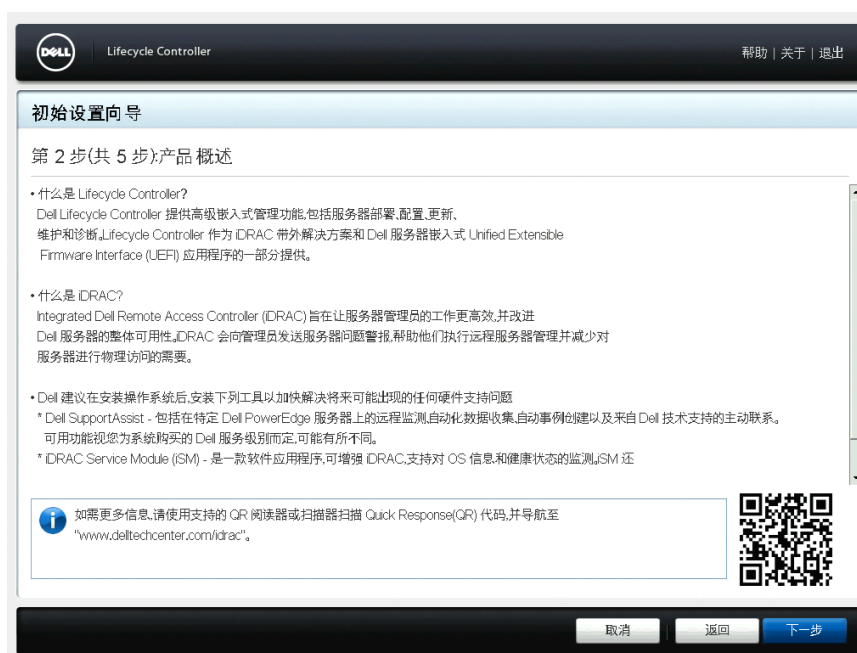 DELL
Lifecycle Controller
帮助 | 关于 | 退出
初始设置向导
第 2 步(共 5 步):产品概述
• 什么是 Lifecycle Controller?
Dell Lifecycle Controller 提供高级嵌入式管理功能,包括服务器部署、配置、更新、
维护和诊断。Lifecycle Controller 作为 iDRAC 带外解决方案和 Dell 服务器嵌入式 Unified Extensible
Firmware Interface (UEFI) 应用程序的一部分提供。
• 什么是 iDRAC?
Integrated Dell Remote Access Controller (iDRAC) 旨在让服务器管理员的工作更高效,并改进
Dell 服务器的整体可用性。iDRAC 会向管理员发送服务器问题警报,帮助他们执行远程服务器管理并减少对
服务器进行物理访问的需要。
• Dell 建议在安装操作系统后,安装下列工具以加快解决将来可能出现的任何硬件支持问题
* Dell SupportAssist - 包括在特定 Dell PowerEdge 服务器上的远程监测,自动化数据收集,自动事例创建以及来自 Dell 技术支持的主动联系。
可用功能视您为系统购买的 Dell 服务级别而定,可能有所不同。
* iDRAC Service Module (iSM) - 是一款软件应用程序,可增强 iDRAC,支持对 OS 信息和健康状态的监测。iSM 还
如需更多信息,请使用支持的 QR 阅读器或扫描器扫描 Quick Response(QR) 代码,并导航至
"www.delltechcenter.com/idrac"。
取消
返回
下一步